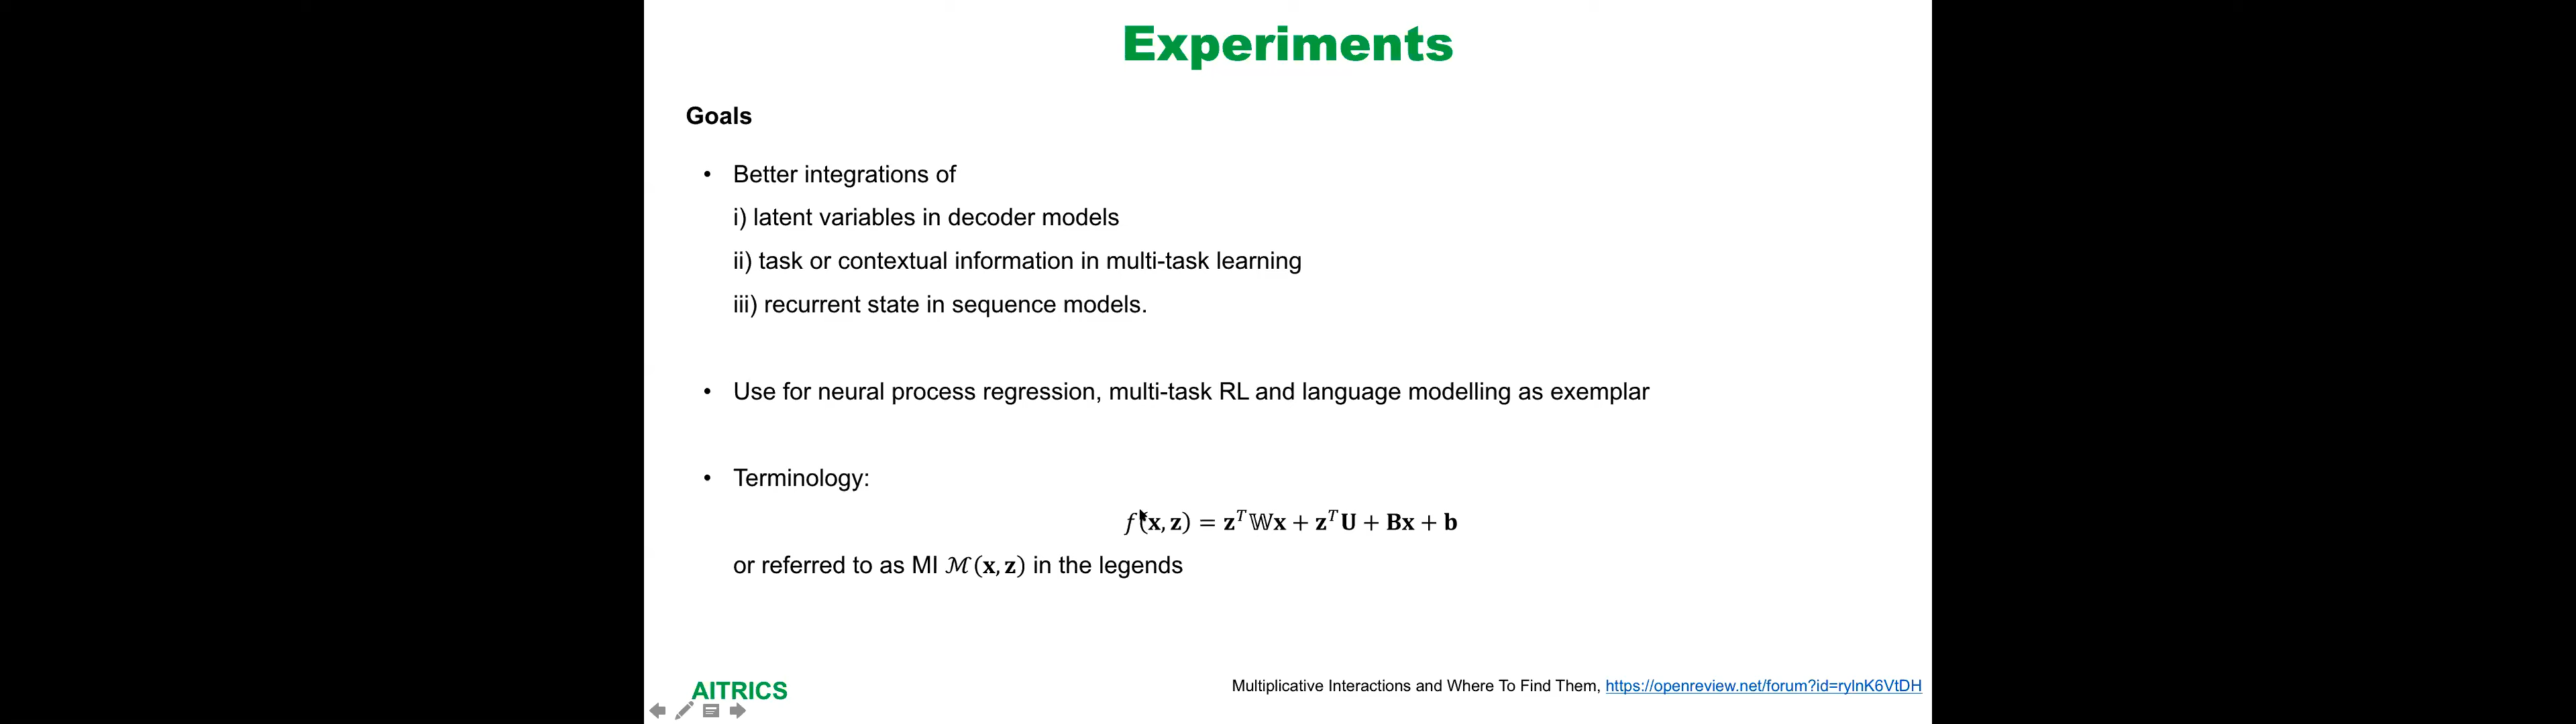 Experiments
Goals
• Better integrations of
i) latent variables in decoder models
ii) task or contextual information in multi-task learning
iii) recurrent state in sequence models.
• Use for neural process regression, multi-task RL and language modelling as exemplar
• Terminology:
f(x, z) = zᵀ𝕎x + zᵀU + Bx + b
or referred to as MI ℳ(x, z) in the legends
AITRICS
Multiplicative Interactions and Where To Find Them, https://openreview.net/forum?id=rylnK6VtDH